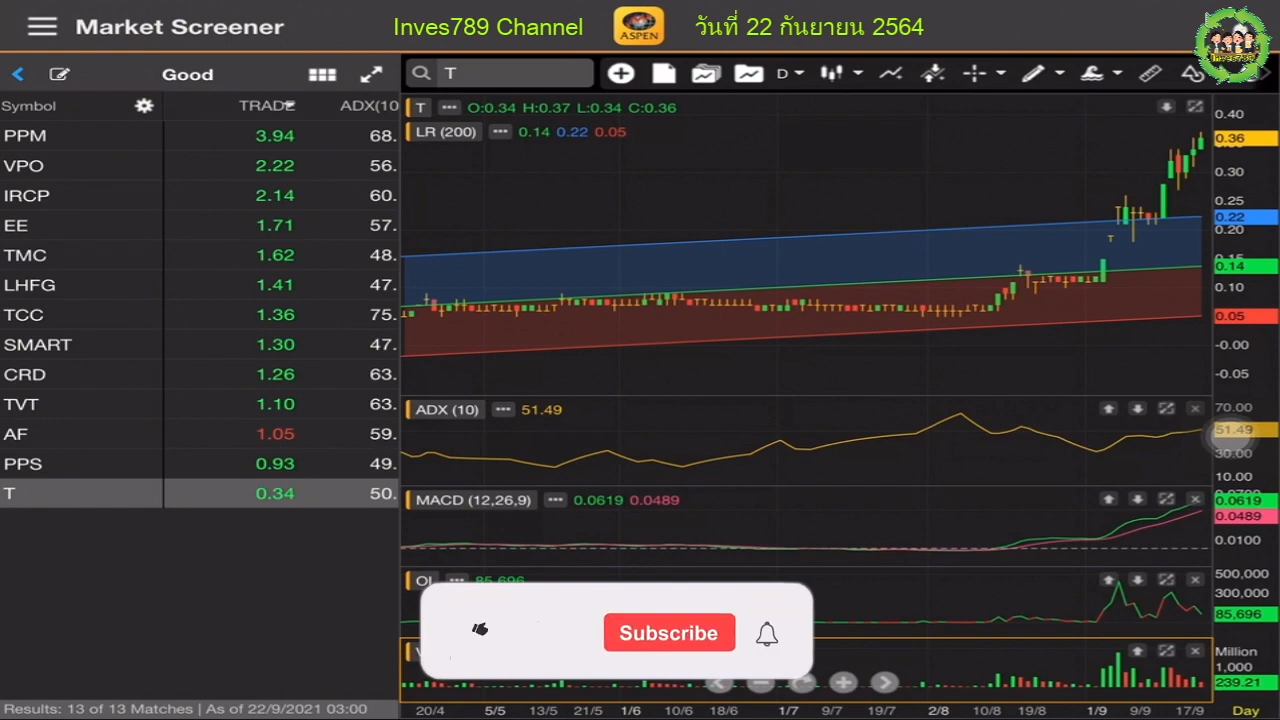 Market Screener
Inves789 Channel
ASPEN
วันที่ 22 กันยายน 2564
Inves789
Good
T
D
Symbol TRADE ADX(10
PPM 3.94 68.
VPO 2.22 56.
IRCP 2.14 60.
EE 1.71 57.
TMC 1.62 48.
LHFG 1.41 47.
TCC 1.36 75.
SMART 1.30 47.
CRD 1.26 63.
TVT 1.10 63.
AF 1.05 59.
PPS 0.93 49.
T 0.34 50.
Results: 13 of 13 Matches | As of 22/9/2021 03:00
T O:0.34 H:0.37 L:0.34 C:0.36
LR (200) 0.14 0.22 0.05
0.40
0.36
0.30
0.25
0.22
0.20
0.15
0.14
0.10
0.05
-0.00
-0.05
ADX (10) 51.49
70.00
51.49
30.00
10.00
MACD (12,26,9) 0.0619 0.0489
0.0619
0.0489
0.0100
85,696
500,000
300,000
85,696
Subscribe
Million
1,000
239.21
20/4 5/5 13/5 21/5 1/6 10/6 18/6 1/7 9/7 19/7 2/8 10/8 19/8 1/9 9/9 17/9 Day